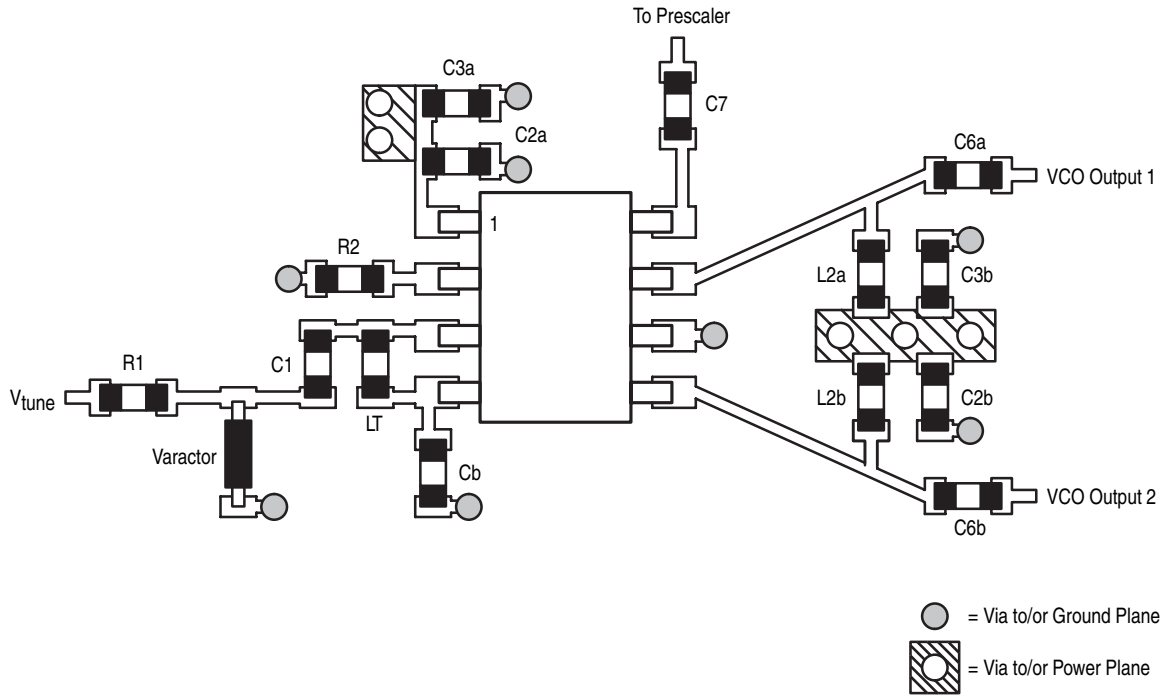 To Prescaler
C3a
C7
C2a
C6a
VCO Output 1
1
R2
L2a
C3b
R1
C1
Vtune
LT
L2b
C2b
Varactor
Cb
VCO Output 2
C6b
= Via to/or Ground Plane
= Via to/or Power Plane